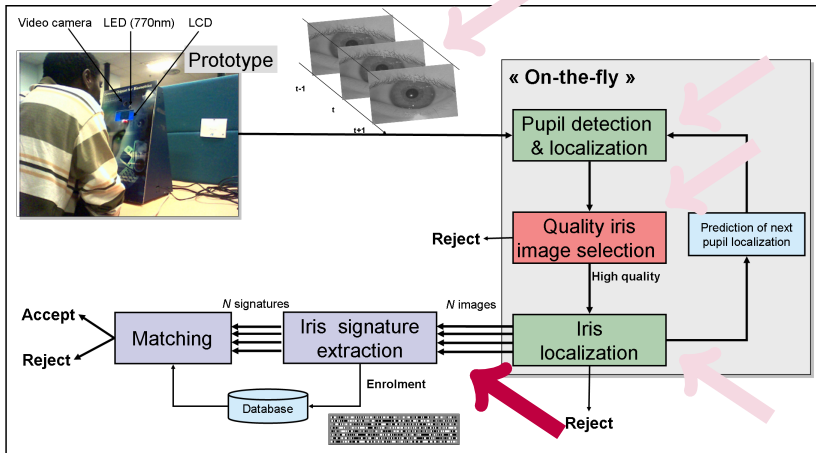 Video camera
LED (770nm)
LCD
Prototype
t-1
t
t+1
« On-the-fly »
Pupil detection
& localization
Quality iris
image selection
Reject
Prediction of next
pupil localization
High quality
N signatures
N images
Accept
Reject
Matching
Iris signature
extraction
Iris
localization
Enrolment
Database
Reject